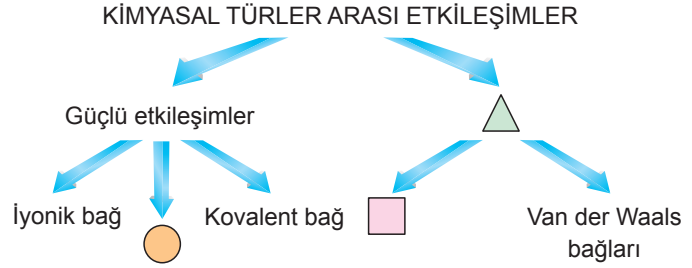 KİMYASAL TÜRLER ARASI ETKİLEŞİMLER
Güçlü etkileşimler
İyonik bağ
Kovalent bağ
Van der Waals
bağları